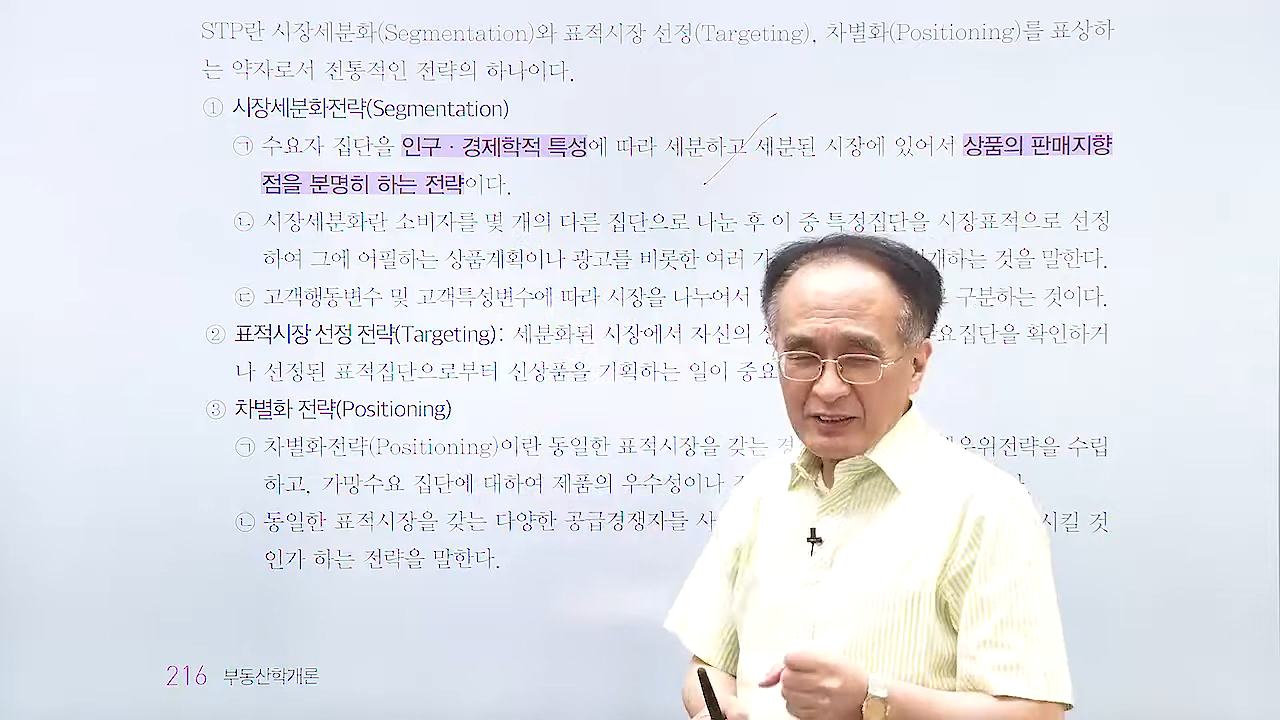 STP란 시장세분화(Segmentation)와 표적시장 선정(Targeting), 차별화(Positioning)를 표상하
는 약자로서 전통적인 전략의 하나이다.
① 시장세분화전략(Segmentation)
㉠ 수요자 집단을 인구 · 경제학적 특성에 따라 세분하고 세분된 시장에 있어서 상품의 판매지향
점을 분명히 하는 전략이다.
㉡ 시장세분화란 소비자를 몇 개의 다른 집단으로 나눈 후 이 중 특정집단을 시장표적으로 선정
하여 그에 어필하는 상품계획이나 광고를 비롯한 여러 개하는 것을 말한다.
㉢ 고객행동변수 및 고객특성변수에 따라 시장을 나누어서 구분하는 것이다.
② 표적시장 선정 전략(Targeting): 세분화된 시장에서 자신의 수요집단을 확인하거
나 선정된 표적집단으로부터 신상품을 기획하는 일이 중요
③ 차별화 전략(Positioning)
㉠ 차별화전략(Positioning)이란 동일한 표적시장을 갖는 우위전략을 수립
하고, 가망수요 집단에 대하여 제품의 우수성이나
㉡ 동일한 표적시장을 갖는 다양한 공급경쟁자들 시킬 것
인가 하는 전략을 말한다.
216 부동산학개론